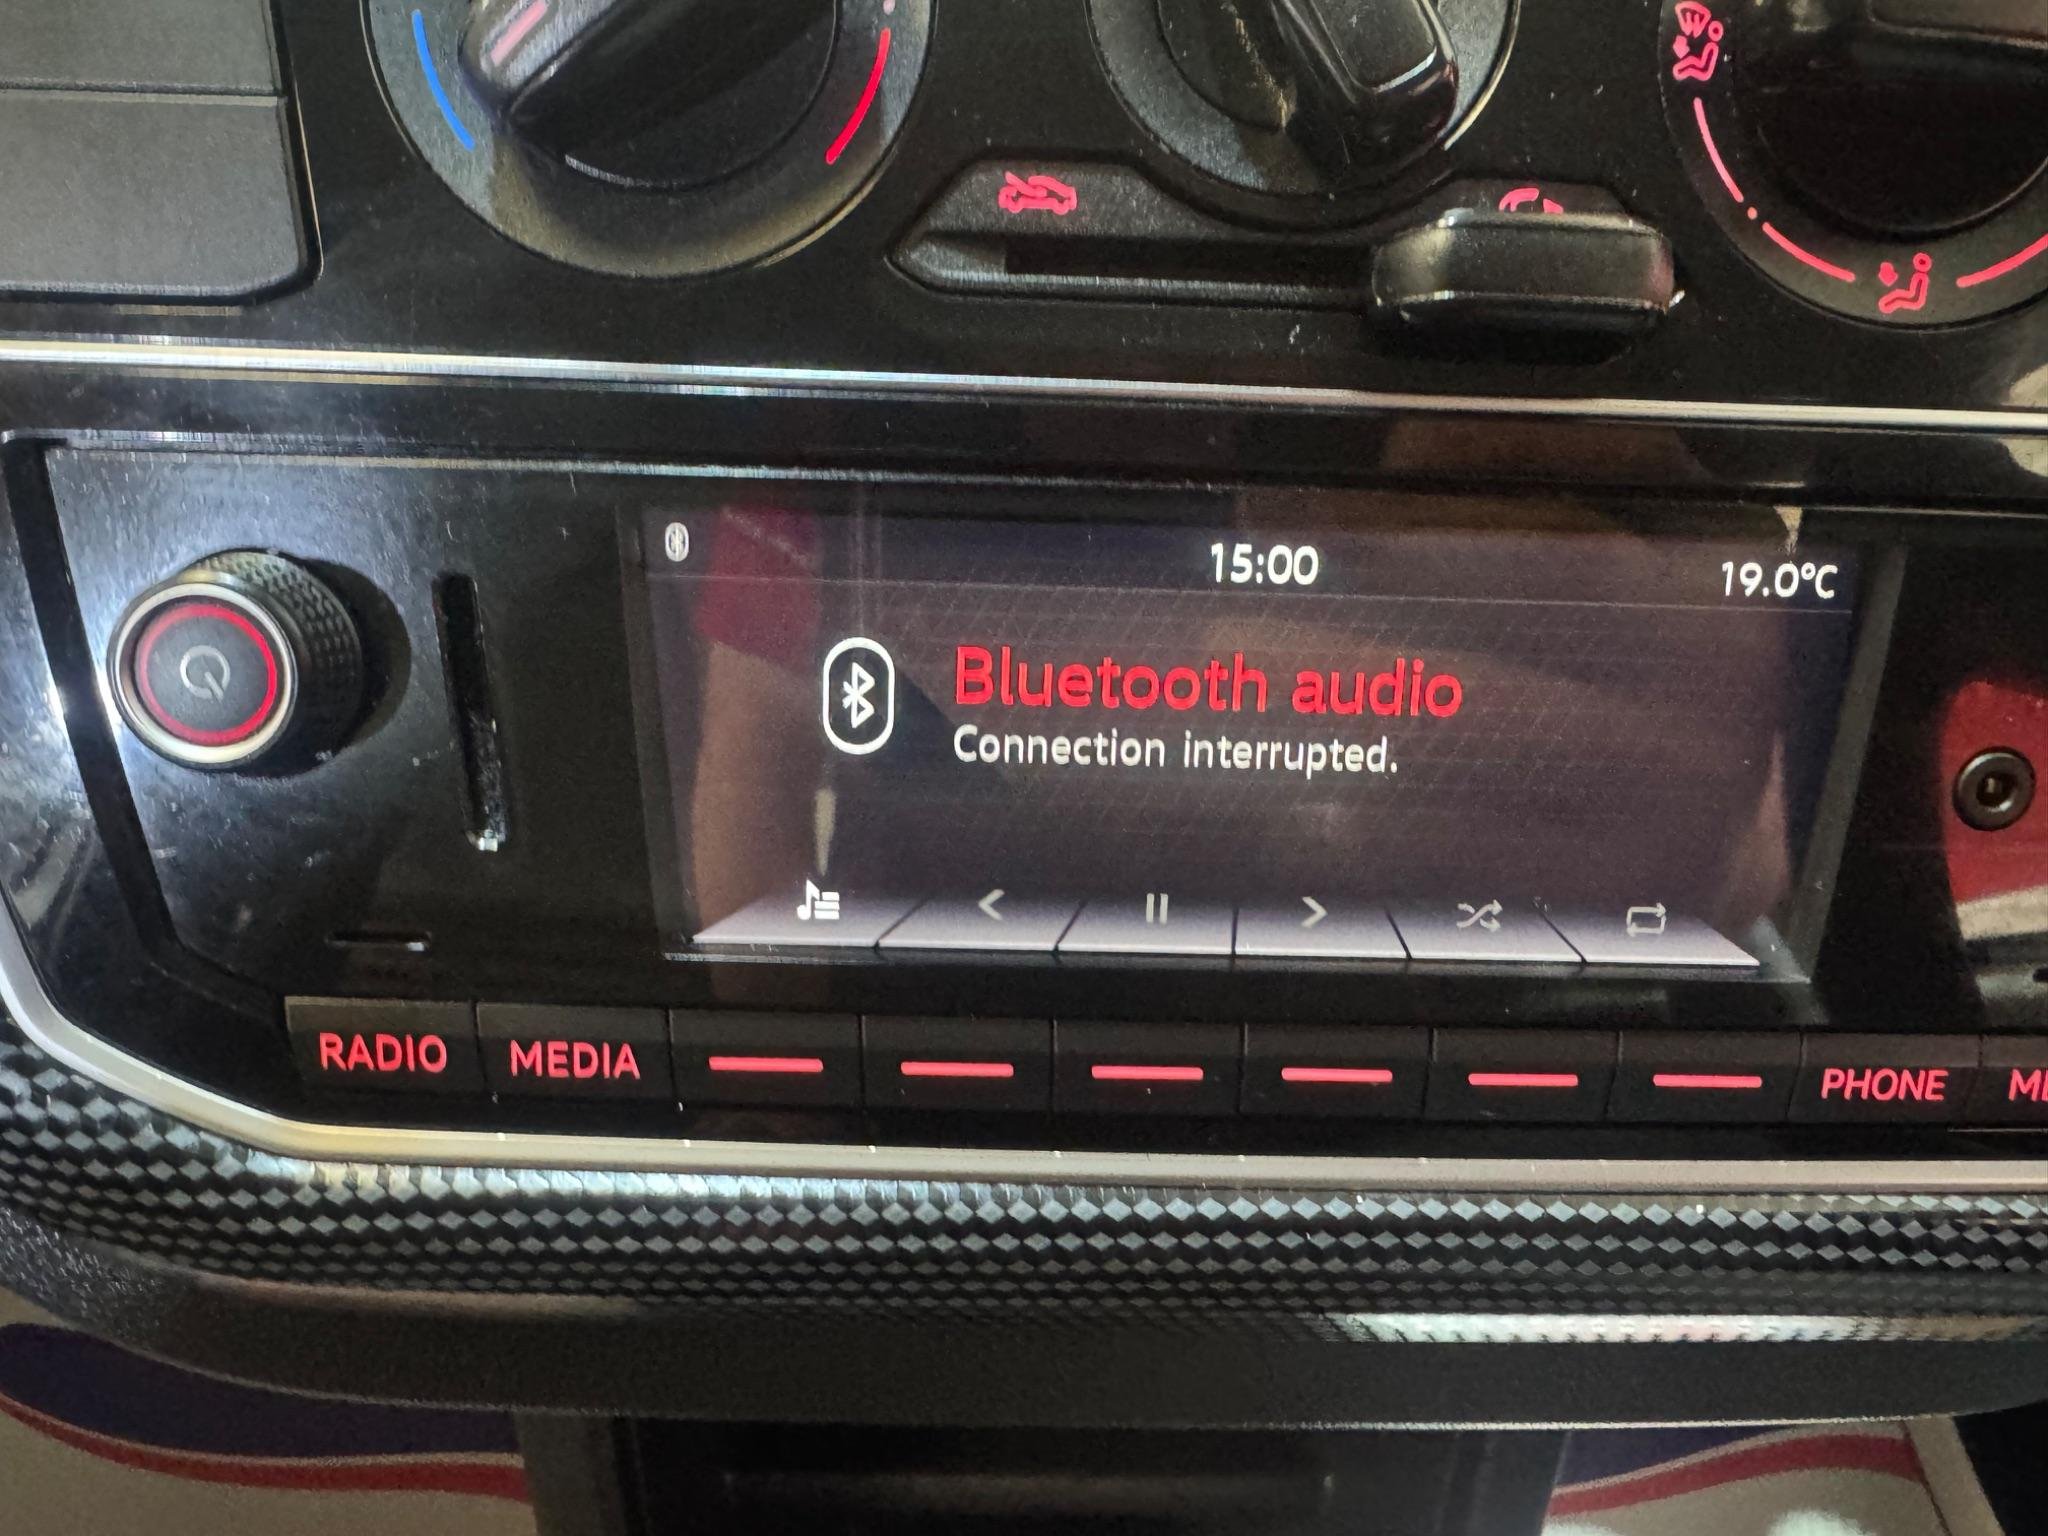 15:00
19.0°C
Bluetooth audio
Connection interrupted.
RADIO
MEDIA
PHONE